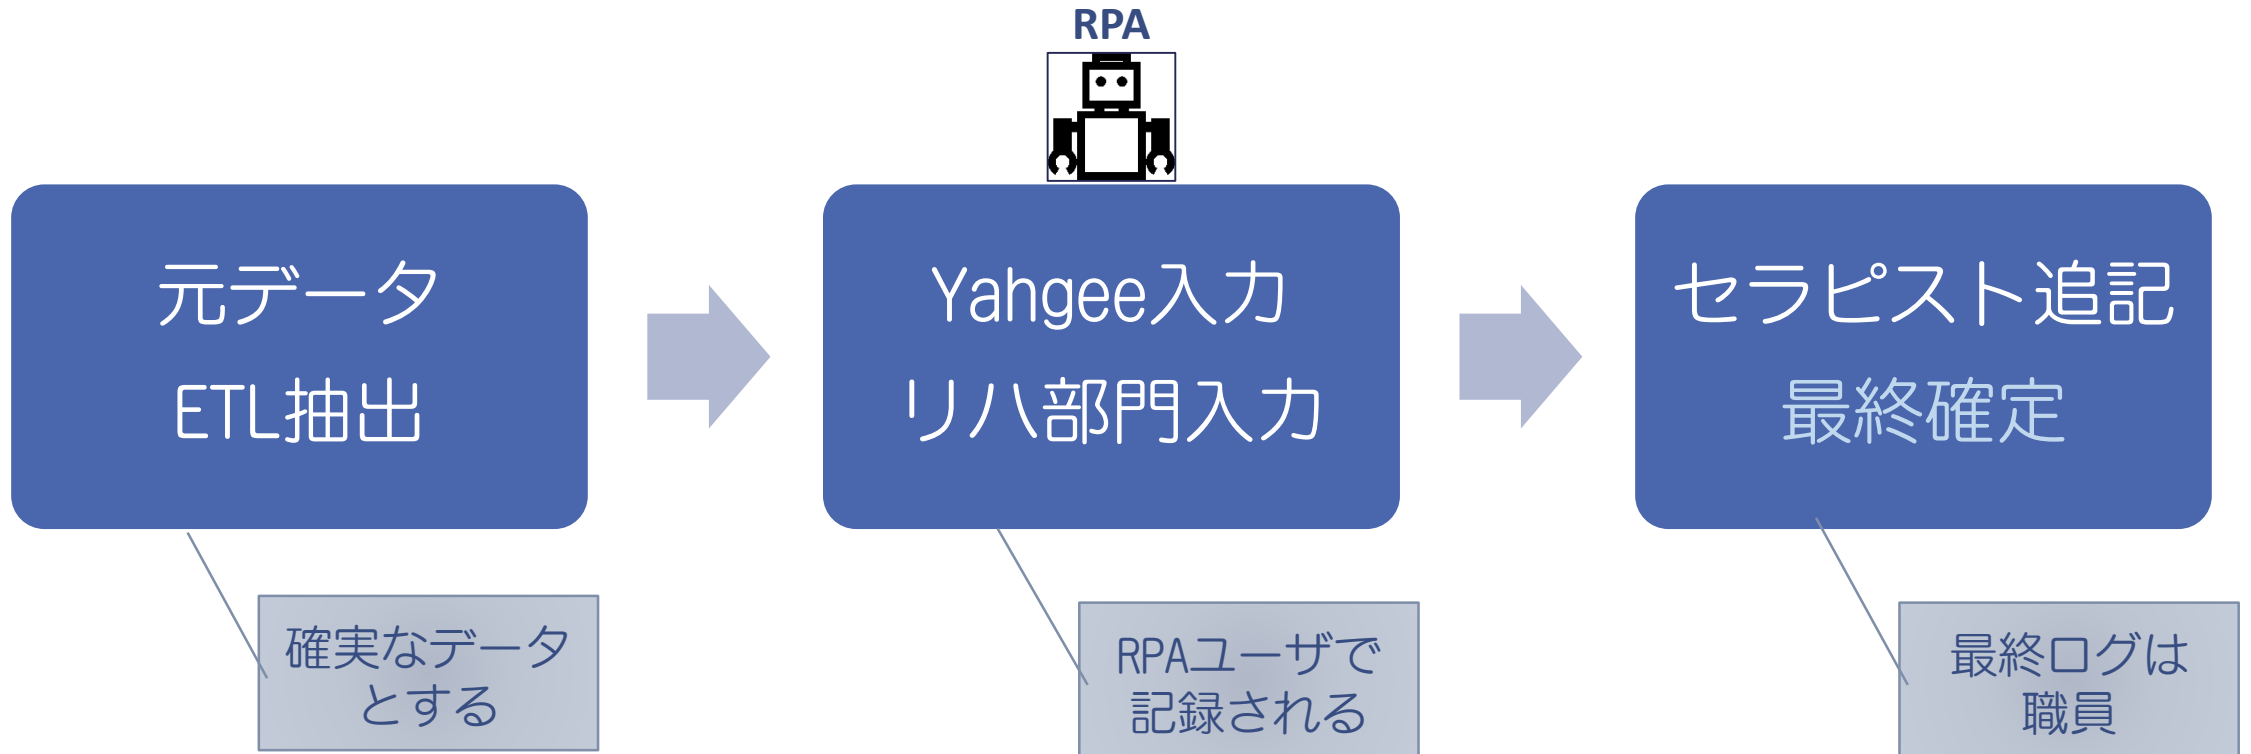 RPA
元データ
ETL抽出
Yahgee入力
リハ部門入力
セラピスト追記
最終確定
確実なデータ
とする
RPAユーザで
記録される
最終ログは
職員